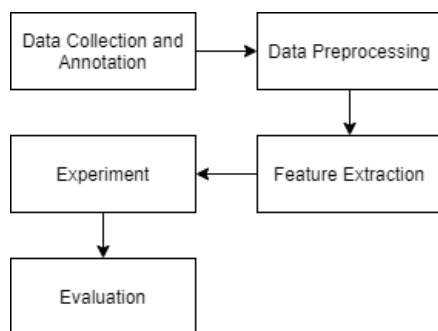 Data Collection and
Annotation
Data Preprocessing
Feature Extraction
Experiment
Evaluation